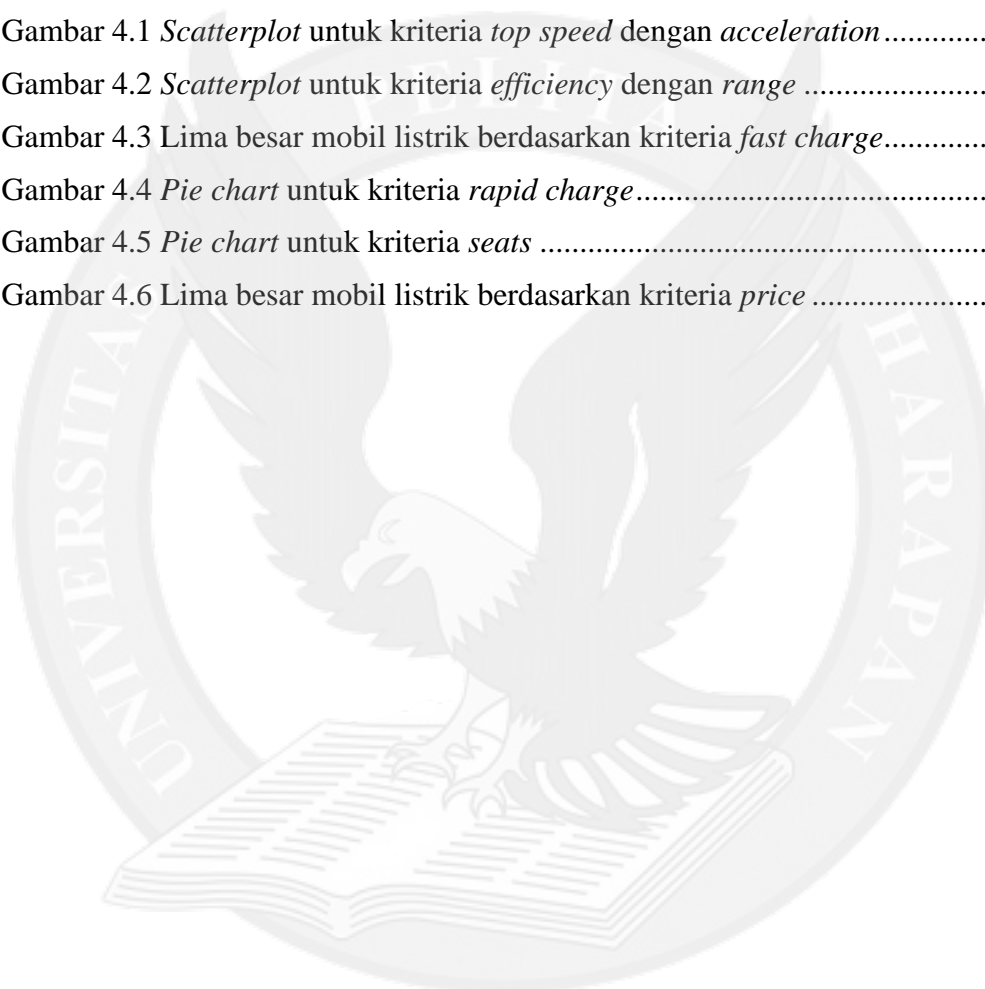 Gambar 4.1 Scatterplot untuk kriteria top speed dengan acceleration.............
Gambar 4.2 Scatterplot untuk kriteria efficiency dengan range ......................
Gambar 4.3 Lima besar mobil listrik berdasarkan kriteria fast charge.............
Gambar 4.4 Pie chart untuk kriteria rapid charge...........................................
Gambar 4.5 Pie chart untuk kriteria seats .......................................................
Gambar 4.6 Lima besar mobil listrik berdasarkan kriteria price .....................
UNIVERSITAS PELITA HARAPAN